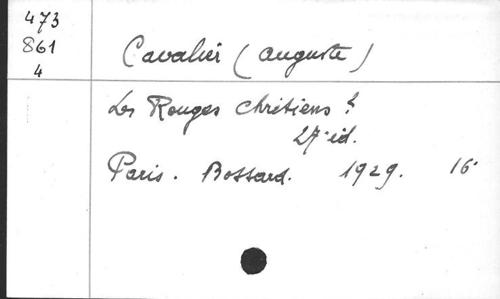 473
861
4
Cavalier (Auguste)
Les Rouges Chrétiens !
27e éd.
Paris. Bossard. 1929. 16°